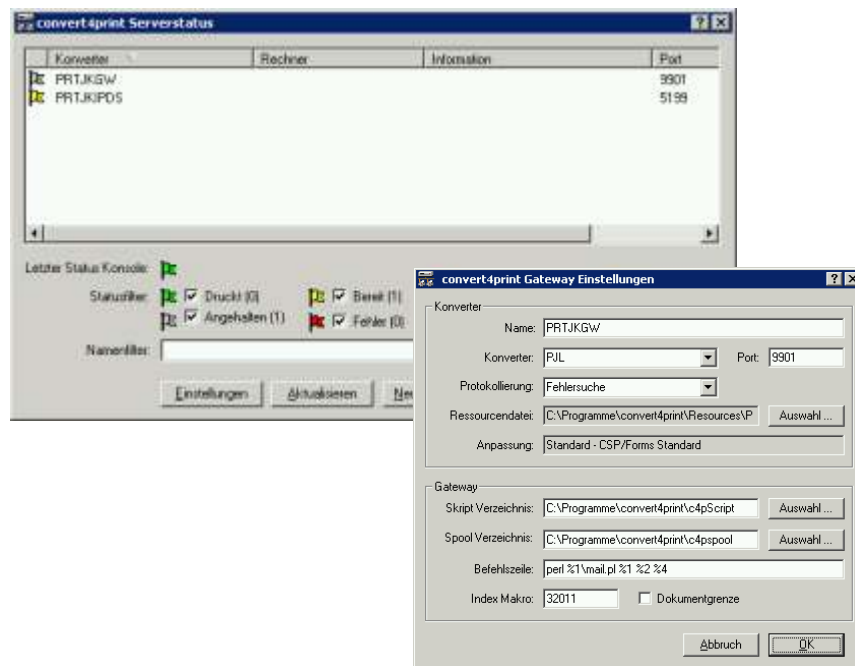 convert4print Serverstatus
Konverter Rechner Information Port
PRTJKGW 9901
PRTJKIPDS 5199
Letzter Status Konsole:
Statusfilter: Druckt (0) Bereit (1)
Angehalten (1) Fehler (0)
Namenfilter:
Einstellungen Aktualisieren Neu
convert4print Gateway Einstellungen
Konverter
Name: PRTJKGW
Konverter: PJL Port: 9901
Protokollierung: Fehlersuche
Ressourcendatei: C:\Programme\convert4print\Resources\P Auswahl ...
Anpassung: Standard - CSP/Forms Standard
Gateway
Skript Verzeichnis: C:\Programme\convert4print\c4pScript Auswahl ...
Spool Verzeichnis: C:\Programme\convert4print\c4pspool Auswahl ...
Befehlszeile: perl %1\mail.pl %1 %2 %4
Index Makro: 32011 Dokumentgrenze
Abbruch OK